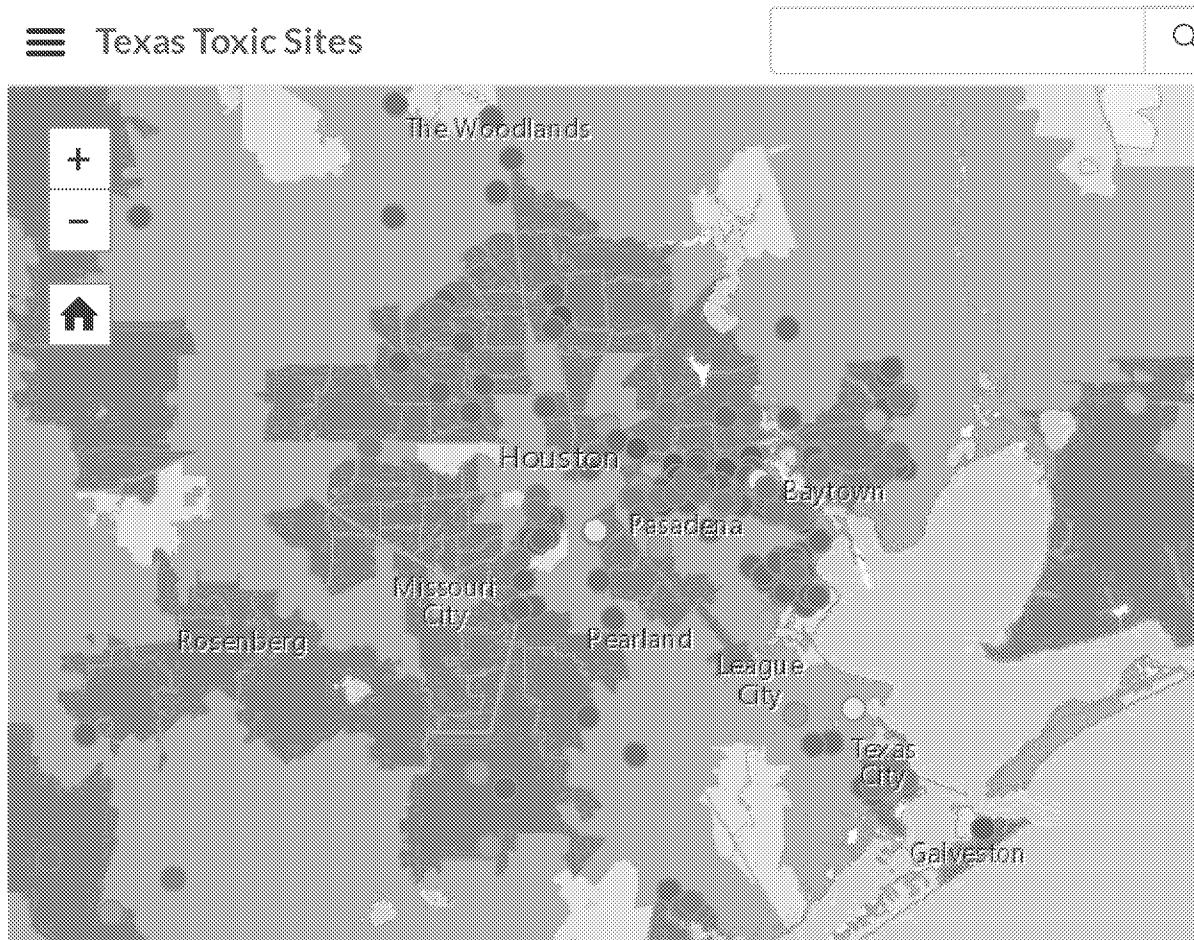 Texas Toxic Sites
The Woodlands
+
−
Houston
Baytown
Pasadena
Missouri
City
Rosenberg
Pearland
League
City
Texas
City
Galveston